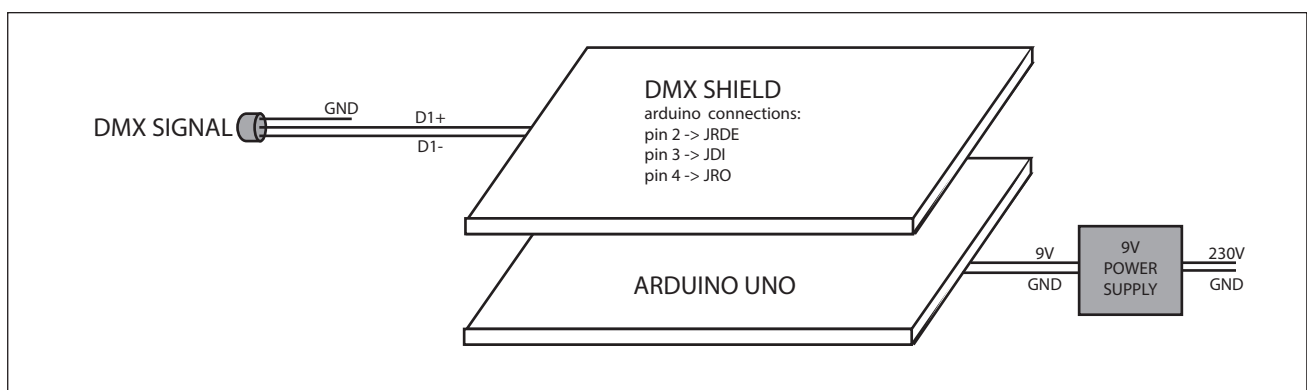 DMX SHIELD
arduino connections:
pin 2 -> JRDE
pin 3 -> JDI
pin 4 -> JRO
DMX SIGNAL
GND
D1+
D1-
ARDUINO UNO
9V
GND
9V
POWER
SUPPLY
230V
GND